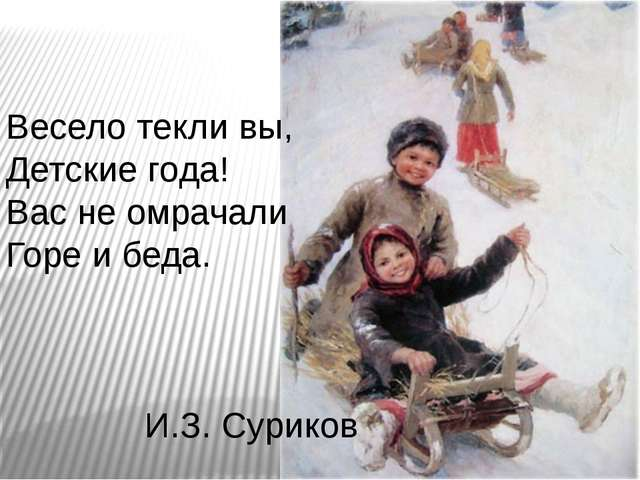 Весело текли вы,
Детские года!
Вас не омрачали
Горе и беда.
И.З. Суриков